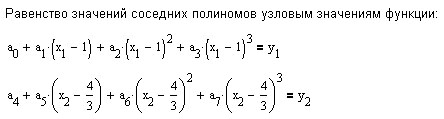 Равенство значений соседних полиномов узловым значениям функции:
a₀ + a₁·(x₁ − 1) + a₂·(x₁ − 1)² + a₃·(x₁ − 1)³ = y₁
a₄ + a₅·(x₂ − 4/3) + a₆·(x₂ − 4/3)² + a₇·(x₂ − 4/3)³ = y₂